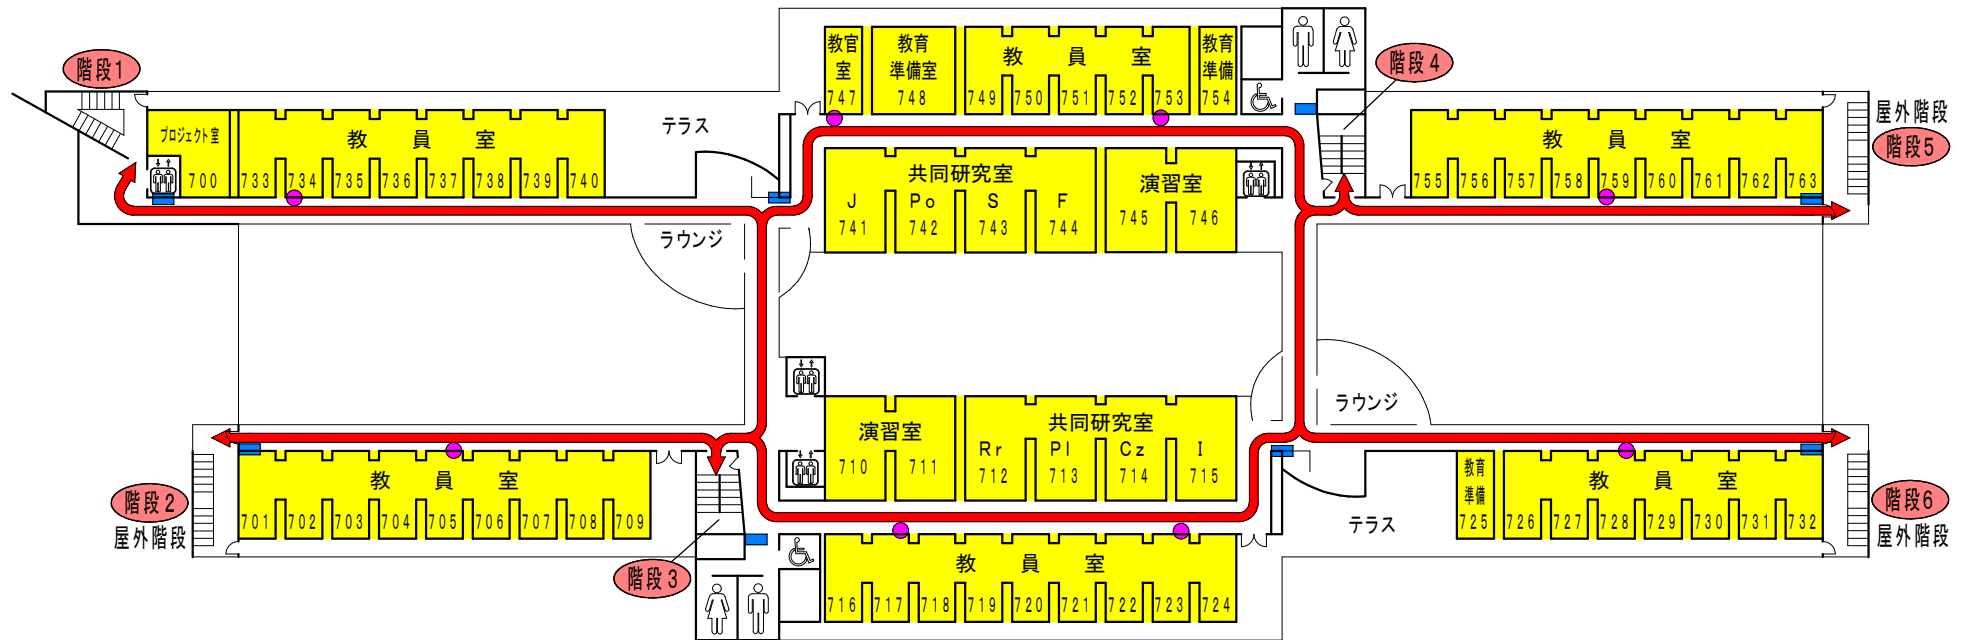 階段1
プロジェクト室
700
教 員 室
733 734 735 736 737 738 739 740
テラス
ラウンジ
教官
室
747
教育
準備室
748
教 員 室
749 750 751 752 753
教育
準備
754
階段4
共同研究室
J Po S F
741 742 743 744
演習室
745 746
教 員 室
755 756 757 758 759 760 761 762 763
屋外階段
階段5
階段2
屋外階段
教 員 室
701 702 703 704 705 706 707 708 709
階段3
演習室
710 711
共同研究室
Rr Pl Cz I
712 713 714 715
教 員 室
716 717 718 719 720 721 722 723 724
ラウンジ
テラス
教育
準備
725
教 員 室
726 727 728 729 730 731 732
階段6
屋外階段